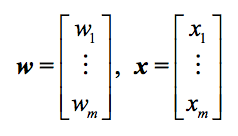 w = [ w₁ ⋮ wₘ ], x = [ x₁ ⋮ xₘ ]